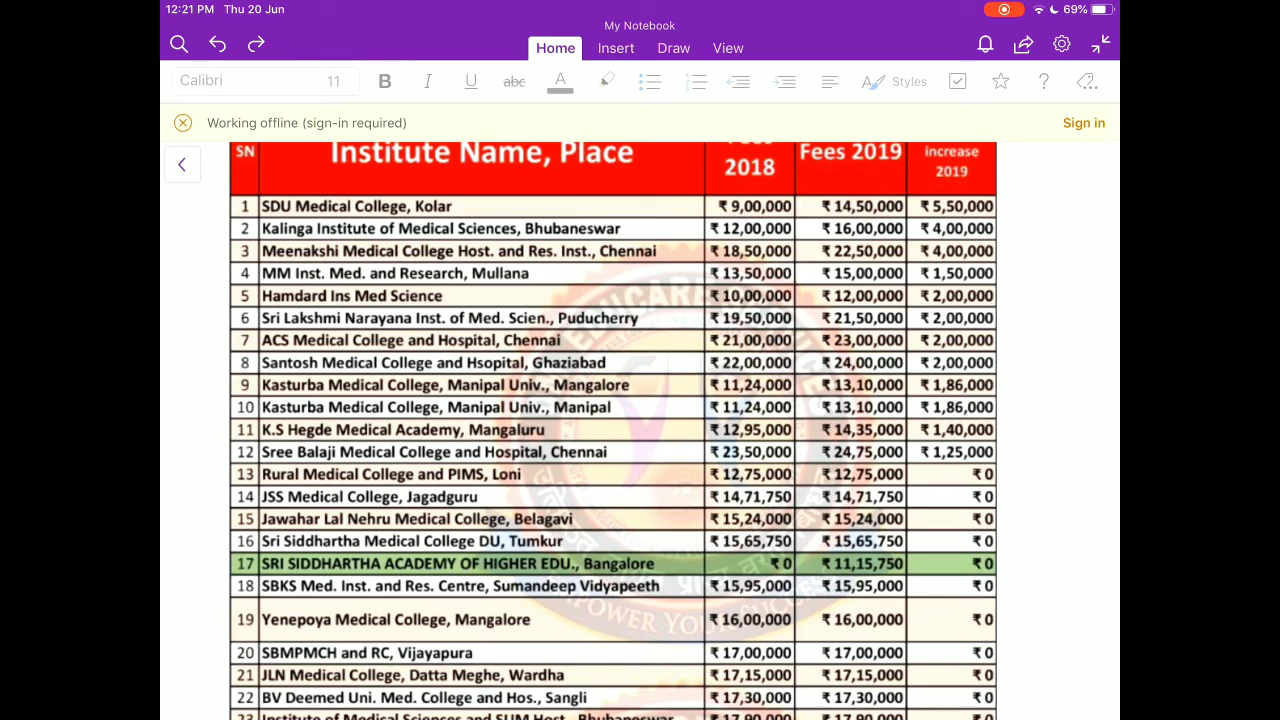 12:21 PM Thu 20 Jun
69%
My Notebook
Home Insert Draw View
Calibri 11 B I U abc A Styles
Working offline (sign-in required) Sign in
SN Institute Name, Place 2018 Fees 2019 increase 2019
1 SDU Medical College, Kolar ₹ 9,00,000 ₹ 14,50,000 ₹ 5,50,000
2 Kalinga Institute of Medical Sciences, Bhubaneswar ₹ 12,00,000 ₹ 16,00,000 ₹ 4,00,000
3 Meenakshi Medical College Host. and Res. Inst., Chennai ₹ 18,50,000 ₹ 22,50,000 ₹ 4,00,000
4 MM Inst. Med. and Research, Mullana ₹ 13,50,000 ₹ 15,00,000 ₹ 1,50,000
5 Hamdard Ins Med Science ₹ 10,00,000 ₹ 12,00,000 ₹ 2,00,000
6 Sri Lakshmi Narayana Inst. of Med. Scien., Puducherry ₹ 19,50,000 ₹ 21,50,000 ₹ 2,00,000
7 ACS Medical College and Hospital, Chennai ₹ 21,00,000 ₹ 23,00,000 ₹ 2,00,000
8 Santosh Medical College and Hsopital, Ghaziabad ₹ 22,00,000 ₹ 24,00,000 ₹ 2,00,000
9 Kasturba Medical College, Manipal Univ., Mangalore ₹ 11,24,000 ₹ 13,10,000 ₹ 1,86,000
10 Kasturba Medical College, Manipal Univ., Manipal ₹ 11,24,000 ₹ 13,10,000 ₹ 1,86,000
11 K.S Hegde Medical Academy, Mangaluru ₹ 12,95,000 ₹ 14,35,000 ₹ 1,40,000
12 Sree Balaji Medical College and Hospital, Chennai ₹ 23,50,000 ₹ 24,75,000 ₹ 1,25,000
13 Rural Medical College and PIMS, Loni ₹ 12,75,000 ₹ 12,75,000 ₹ 0
14 JSS Medical College, Jagadguru ₹ 14,71,750 ₹ 14,71,750 ₹ 0
15 Jawahar Lal Nehru Medical College, Belagavi ₹ 15,24,000 ₹ 15,24,000 ₹ 0
16 Sri Siddhartha Medical College DU, Tumkur ₹ 15,65,750 ₹ 15,65,750 ₹ 0
17 SRI SIDDHARTHA ACADEMY OF HIGHER EDU., Bangalore ₹ 0 ₹ 11,15,750 ₹ 0
18 SBKS Med. Inst. and Res. Centre, Sumandeep Vidyapeeth ₹ 15,95,000 ₹ 15,95,000 ₹ 0
19 Yenepoya Medical College, Mangalore ₹ 16,00,000 ₹ 16,00,000 ₹ 0
20 SBMPMCH and RC, Vijayapura ₹ 17,00,000 ₹ 17,00,000 ₹ 0
21 JLN Medical College, Datta Meghe, Wardha ₹ 17,15,000 ₹ 17,15,000 ₹ 0
22 BV Deemed Uni. Med. College and Hos., Sangli ₹ 17,30,000 ₹ 17,30,000 ₹ 0
23 Institute of Medical Sciences and SUM Host., Bhubaneswar ₹ 17,90,000 ₹ 17,90,000 ₹ 0